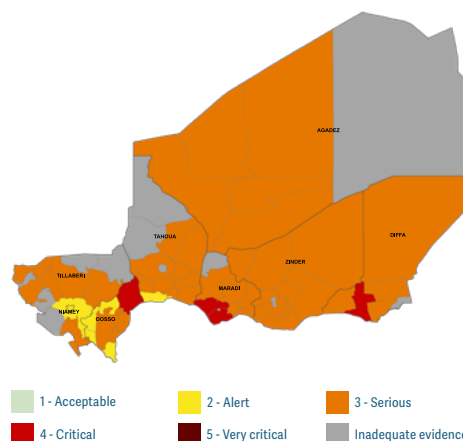 AGADEZ
TAHOUA
DIFFA
ZINDER
TILLABERI
MARADI
NIAMEY
DOSSO
1 - Acceptable
2 - Alert
3 - Serious
4 - Critical
5 - Very critical
Inadequate evidence